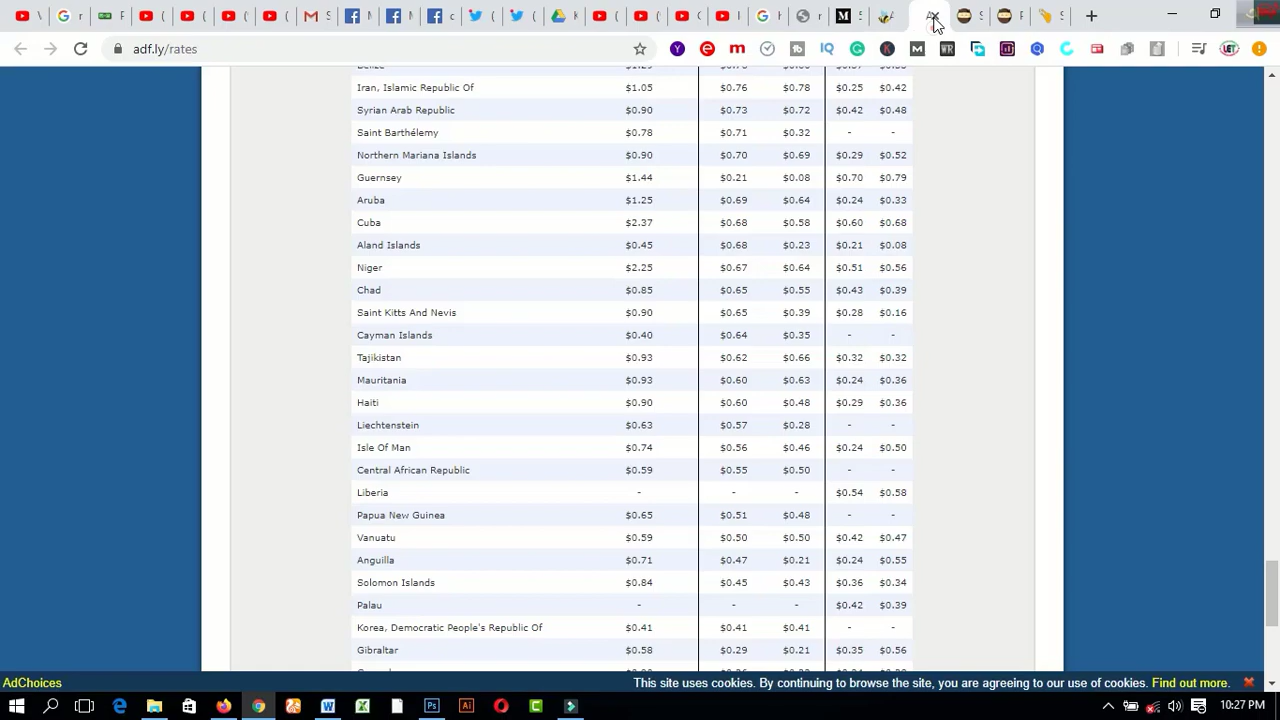 adf.ly/rates
Belize $1.29
Iran, Islamic Republic Of $1.05 $0.76 $0.78 $0.25 $0.42
Syrian Arab Republic $0.90 $0.73 $0.72 $0.42 $0.48
Saint Barthélemy $0.78 $0.71 $0.32 - -
Northern Mariana Islands $0.90 $0.70 $0.69 $0.29 $0.52
Guernsey $1.44 $0.21 $0.08 $0.70 $0.79
Aruba $1.25 $0.69 $0.64 $0.24 $0.33
Cuba $2.37 $0.68 $0.58 $0.60 $0.68
Aland Islands $0.45 $0.68 $0.23 $0.21 $0.08
Niger $2.25 $0.67 $0.64 $0.51 $0.56
Chad $0.85 $0.65 $0.55 $0.43 $0.39
Saint Kitts And Nevis $0.90 $0.65 $0.39 $0.28 $0.16
Cayman Islands $0.40 $0.64 $0.35 - -
Tajikistan $0.93 $0.62 $0.66 $0.32 $0.32
Mauritania $0.93 $0.60 $0.63 $0.24 $0.36
Haiti $0.90 $0.60 $0.48 $0.29 $0.36
Liechtenstein $0.63 $0.57 $0.28 - -
Isle Of Man $0.74 $0.56 $0.46 $0.24 $0.50
Central African Republic $0.59 $0.55 $0.50 - -
Liberia - - - $0.54 $0.58
Papua New Guinea $0.65 $0.51 $0.48 - -
Vanuatu $0.59 $0.50 $0.50 $0.42 $0.47
Anguilla $0.71 $0.47 $0.21 $0.24 $0.55
Solomon Islands $0.84 $0.45 $0.43 $0.36 $0.34
Palau - - - $0.42 $0.39
Korea, Democratic People's Republic Of $0.41 $0.41 $0.41 - -
Gibraltar $0.58 $0.29 $0.21 $0.35 $0.56
AdChoices This site uses cookies. By continuing to browse the site, you are agreeing to our use of cookies. Find out more.
10:27 PM